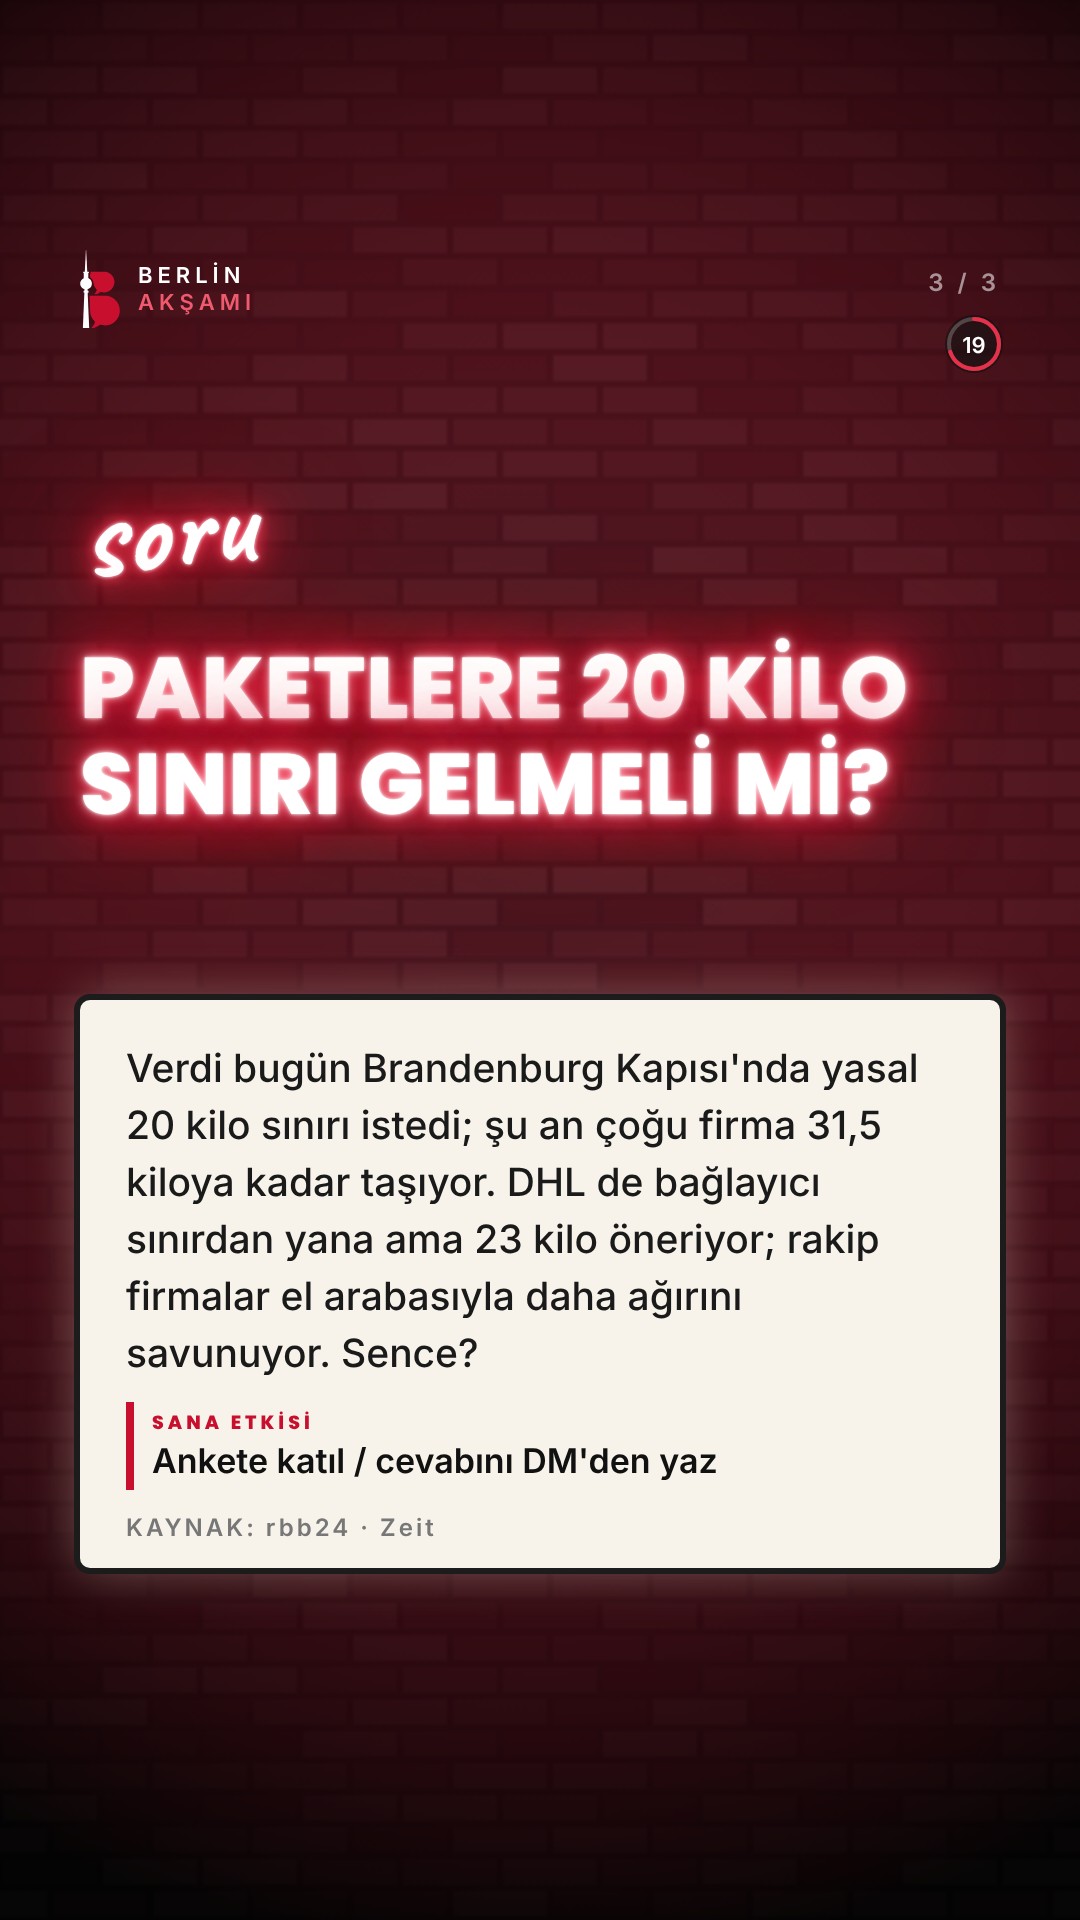 BERLİN
AKŞAMI
3 / 3
19
soru
PAKETLERE 20 KİLO
SINIRI GELMELİ Mİ?
Verdi bugün Brandenburg Kapısı'nda yasal
20 kilo sınırı istedi; şu an çoğu firma 31,5
kiloya kadar taşıyor. DHL de bağlayıcı
sınırdan yana ama 23 kilo öneriyor; rakip
firmalar el arabasıyla daha ağırını
savunuyor. Sence?
SANA ETKİSİ
Ankete katıl / cevabını DM'den yaz
KAYNAK: rbb24 · Zeit